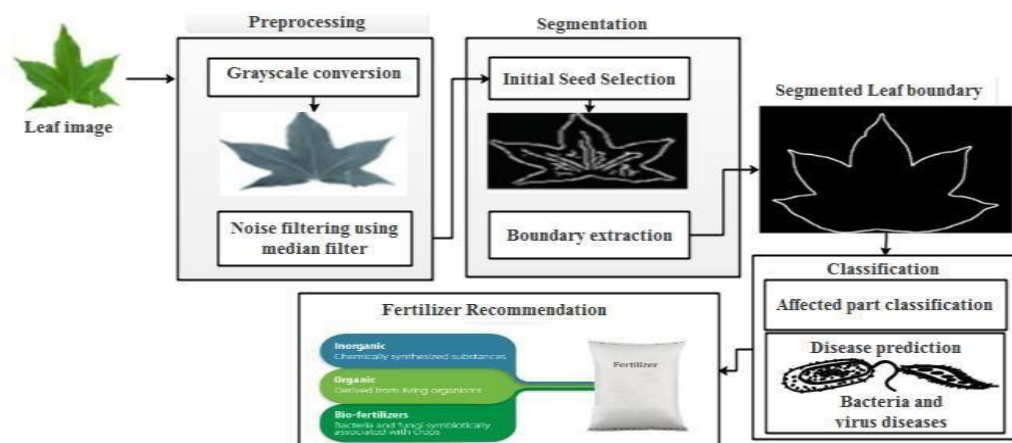 Preprocessing
Segmentation
Leaf image
Grayscale conversion
Noise filtering using
median filter
Initial Seed Selection
Boundary extraction
Segmented Leaf boundary
Classification
Affected part classification
Disease prediction
Bacteria and
virus diseases
Fertilizer Recommendation
Inorganic
Chemically synthesized substances
Organic
Derived from living organisms
Bio-fertilizers
Bacteria and fungi symbiotically
associated with crops
Fertilizer